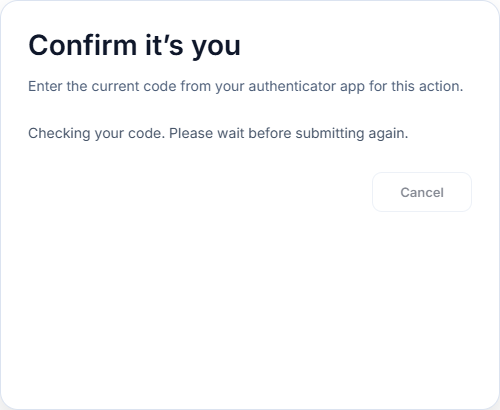 Confirm it’s you
Enter the current code from your authenticator app for this action.
Checking your code. Please wait before submitting again.
Cancel